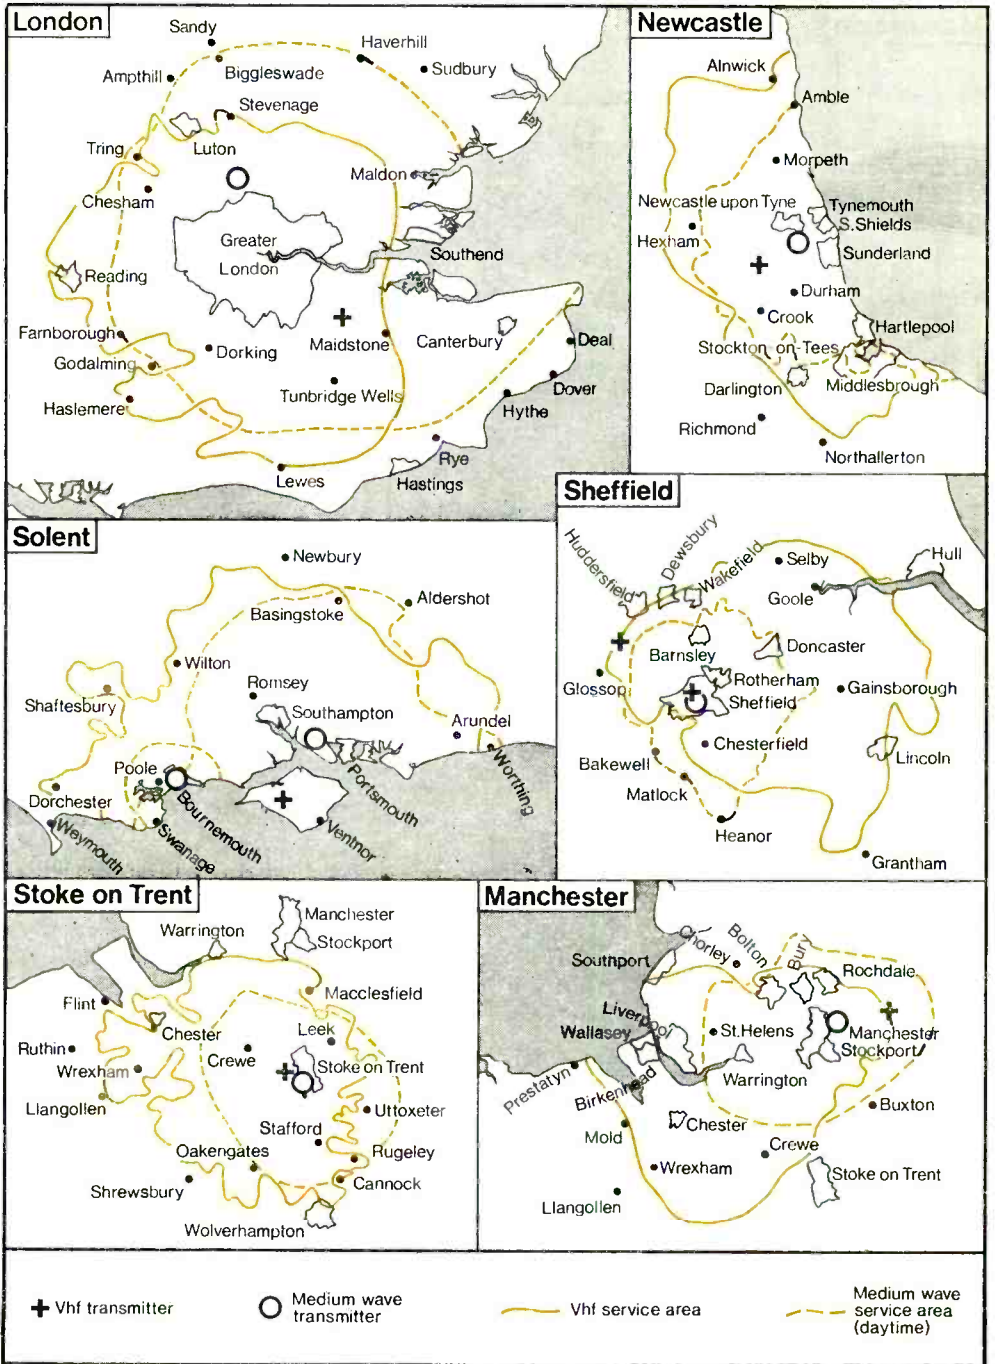 London
Sandy
Haverhill
Ampthill
Biggleswade
Sudbury
Stevenage
Tring
Luton
Maldon
Chesham
Greater
London
Southend
Reading
Farnborough
Dorking
Maidstone
Canterbury
Deal
Godalming
Tunbridge Wells
Dover
Haslemere
Hythe
Rye
Lewes
Hastings
Newcastle
Alnwick
Amble
Morpeth
Newcastle upon Tyne
Tynemouth
S.Shields
Hexham
Sunderland
Durham
Crook
Hartlepool
Stockton on-Tees
Darlington
Middlesbrough
Richmond
Northallerton
Solent
Newbury
Basingstoke
Aldershot
Wilton
Romsey
Shaftesbury
Southampton
Arundel
Poole
Worthing
Dorchester
Bournemouth
Portsmouth
Weymouth
Swanage
Ventnor
Sheffield
Huddersfield
Dewsbury
Wakefield
Selby
Hull
Goole
Barnsley
Doncaster
Glossop
Rotherham
Sheffield
Gainsborough
Chesterfield
Lincoln
Bakewell
Matlock
Heanor
Grantham
Stoke on Trent
Manchester
Warrington
Stockport
Flint
Macclesfield
Chester
Leek
Ruthin
Crewe
Wrexham
Stoke on Trent
Llangollen
Uttoxeter
Stafford
Oakengates
Rugeley
Shrewsbury
Cannock
Wolverhampton
Manchester
Chorley
Bolton
Bury
Southport
Rochdale
Liverpool
Wallasey
St.Helens
Manchester
Stockport
Prestatyn
Birkenhead
Warrington
Buxton
Chester
Mold
Crewe
Wrexham
Stoke on Trent
Llangollen
Vhf transmitter
Medium wave
transmitter
Vhf service area
Medium wave
service area
(daytime)